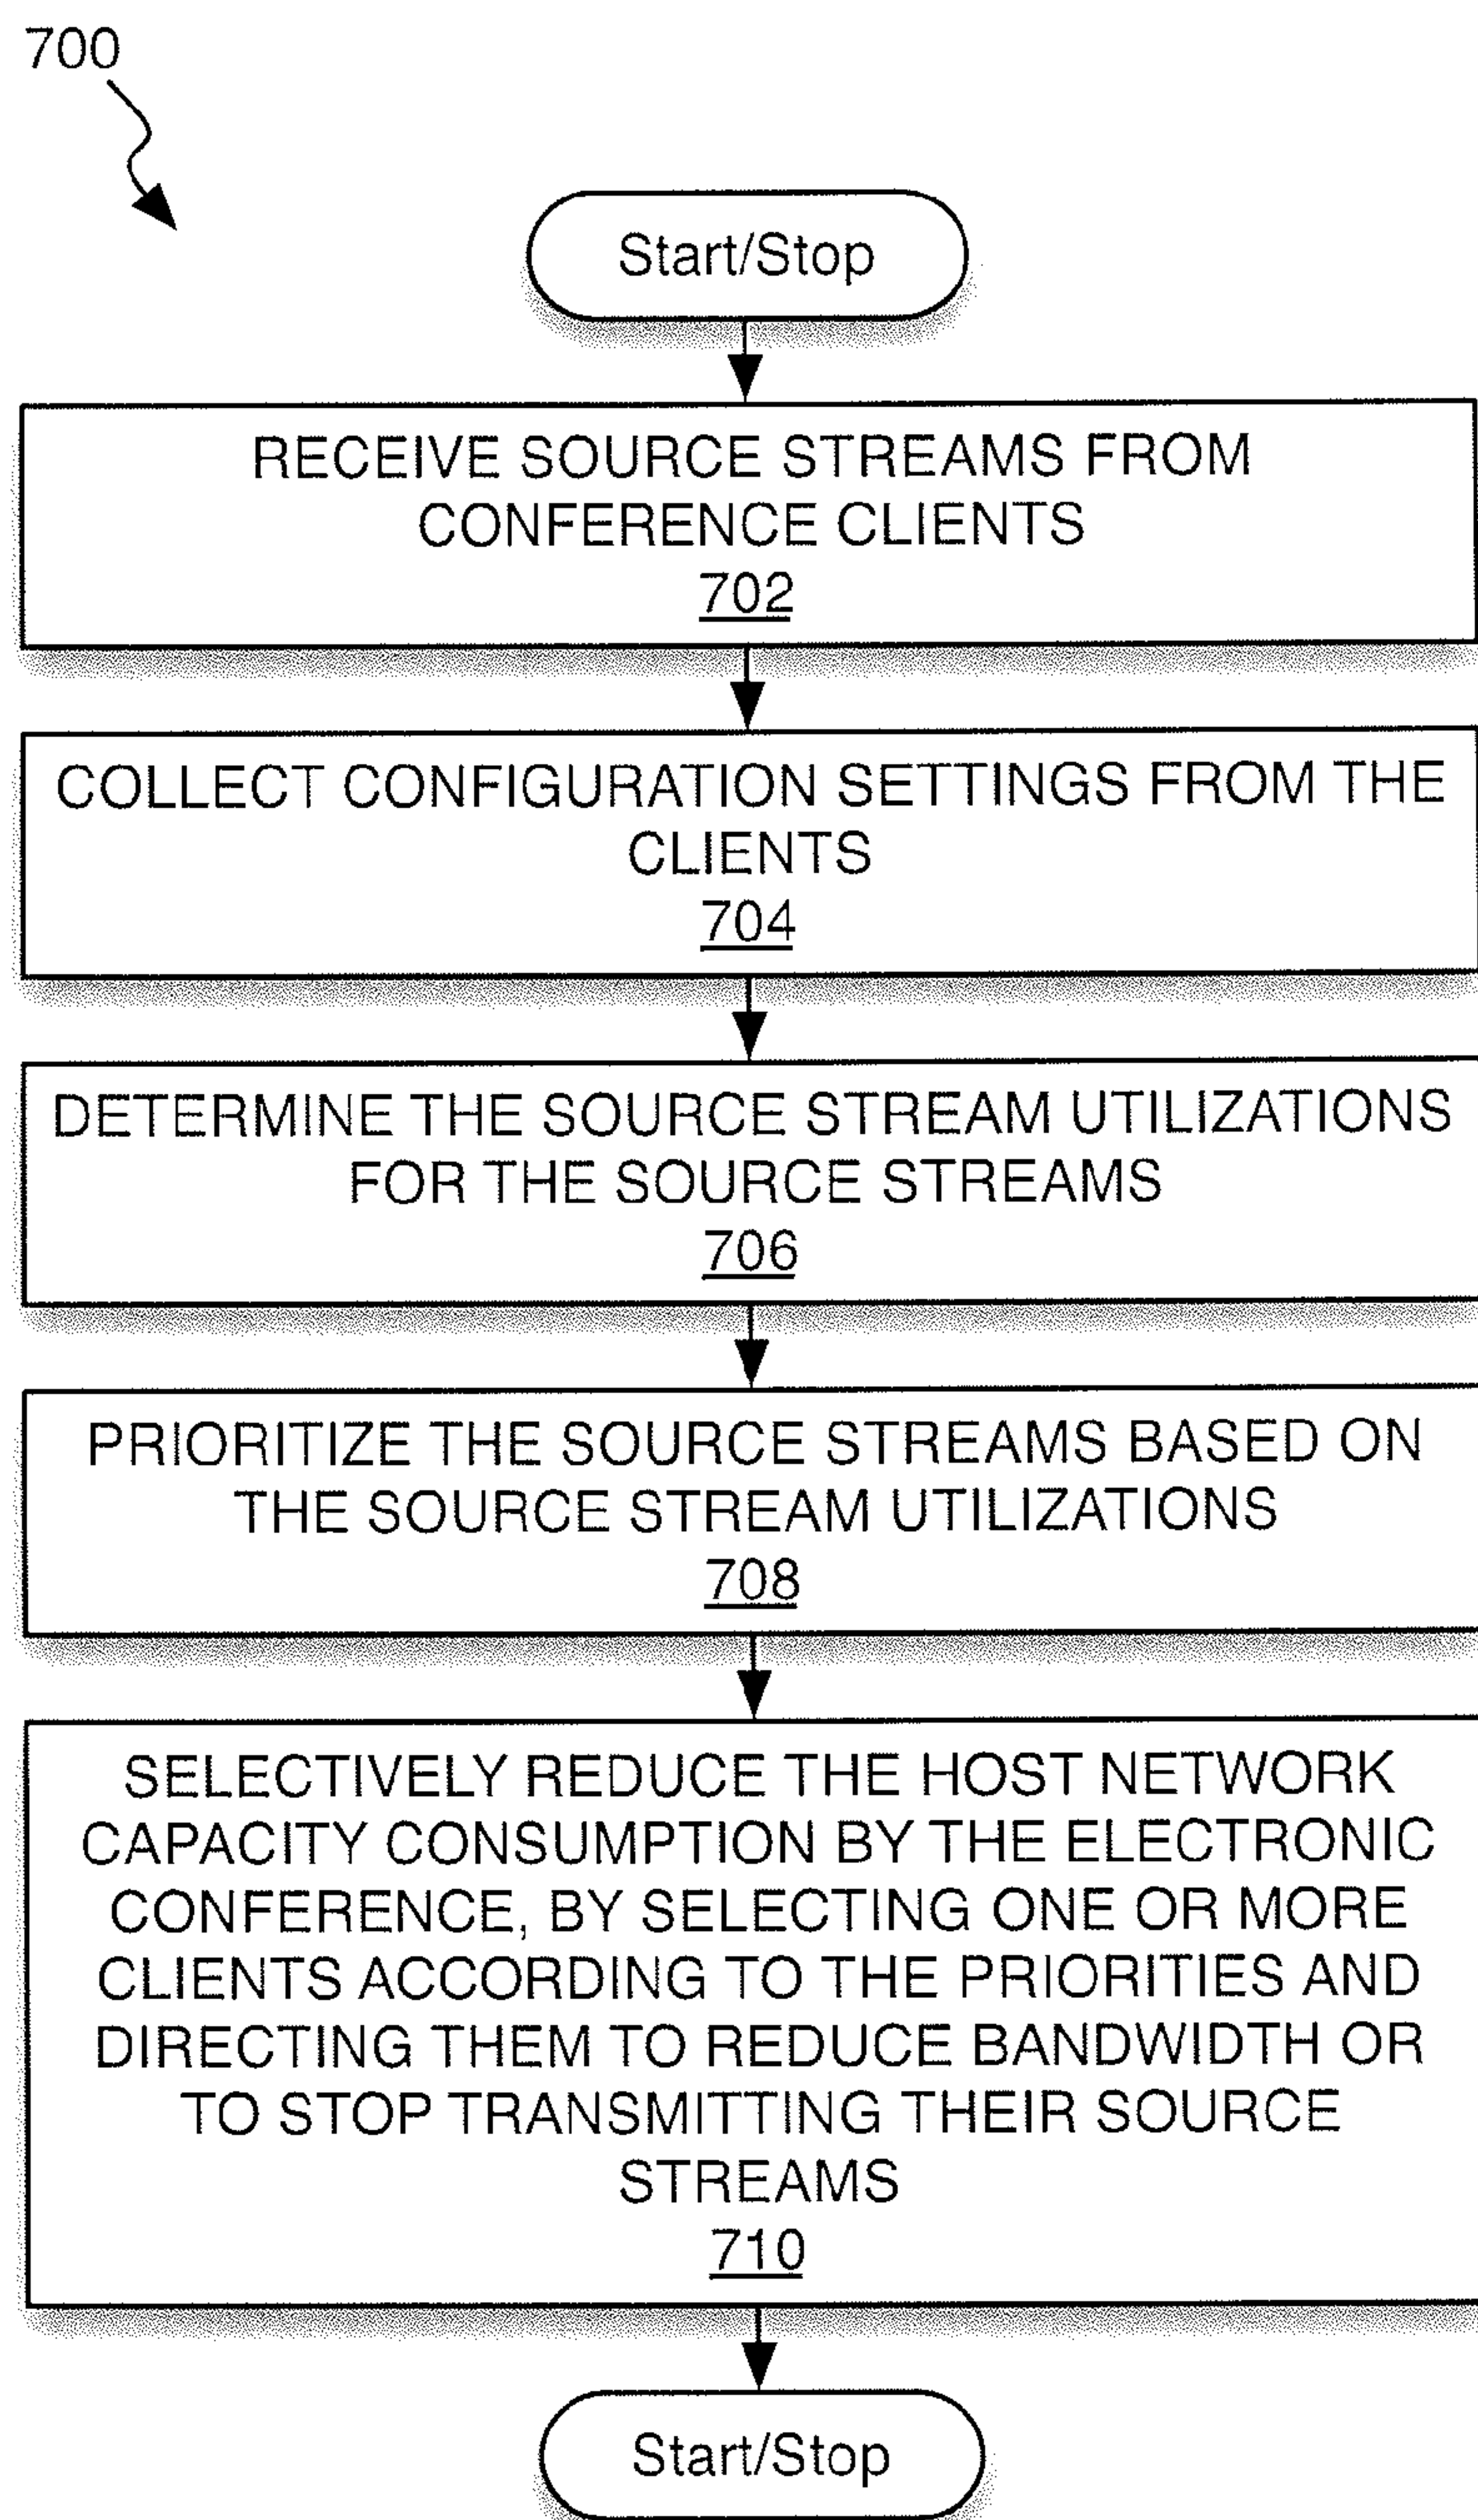 700
Start/Stop
RECEIVE SOURCE STREAMS FROM
CONFERENCE CLIENTS
702
COLLECT CONFIGURATION SETTINGS FROM THE
CLIENTS
704
DETERMINE THE SOURCE STREAM UTILIZATIONS
FOR THE SOURCE STREAMS
706
PRIORITIZE THE SOURCE STREAMS BASED ON
THE SOURCE STREAM UTILIZATIONS
708
SELECTIVELY REDUCE THE HOST NETWORK
CAPACITY CONSUMPTION BY THE ELECTRONIC
CONFERENCE, BY SELECTING ONE OR MORE
CLIENTS ACCORDING TO THE PRIORITIES AND
DIRECTING THEM TO REDUCE BANDWIDTH OR
TO STOP TRANSMITTING THEIR SOURCE
STREAMS
710
Start/Stop